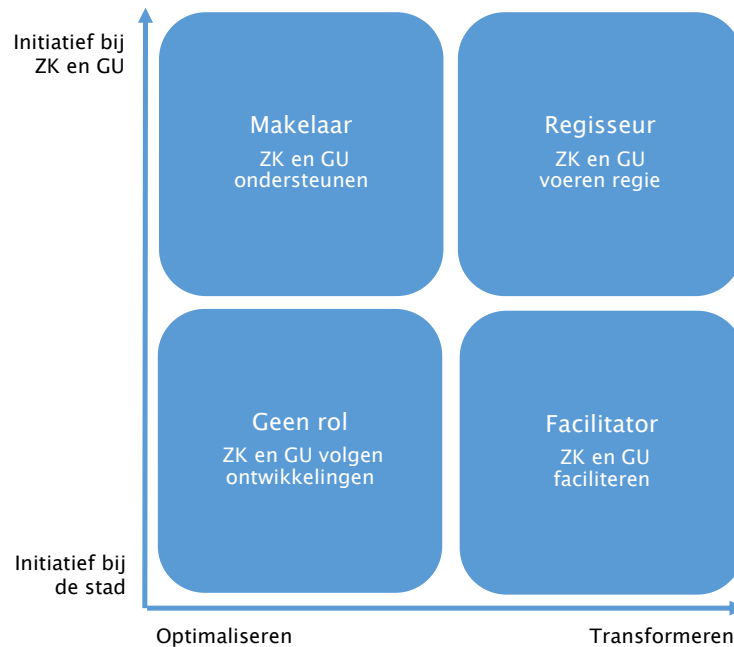 Initiatief bij
ZK en GU
Makelaar
ZK en GU
ondersteunen
Regisseur
ZK en GU
voeren regie
Geen rol
ZK en GU volgen
ontwikkelingen
Facilitator
ZK en GU
faciliteren
Initiatief bij
de stad
Optimaliseren
Transformeren